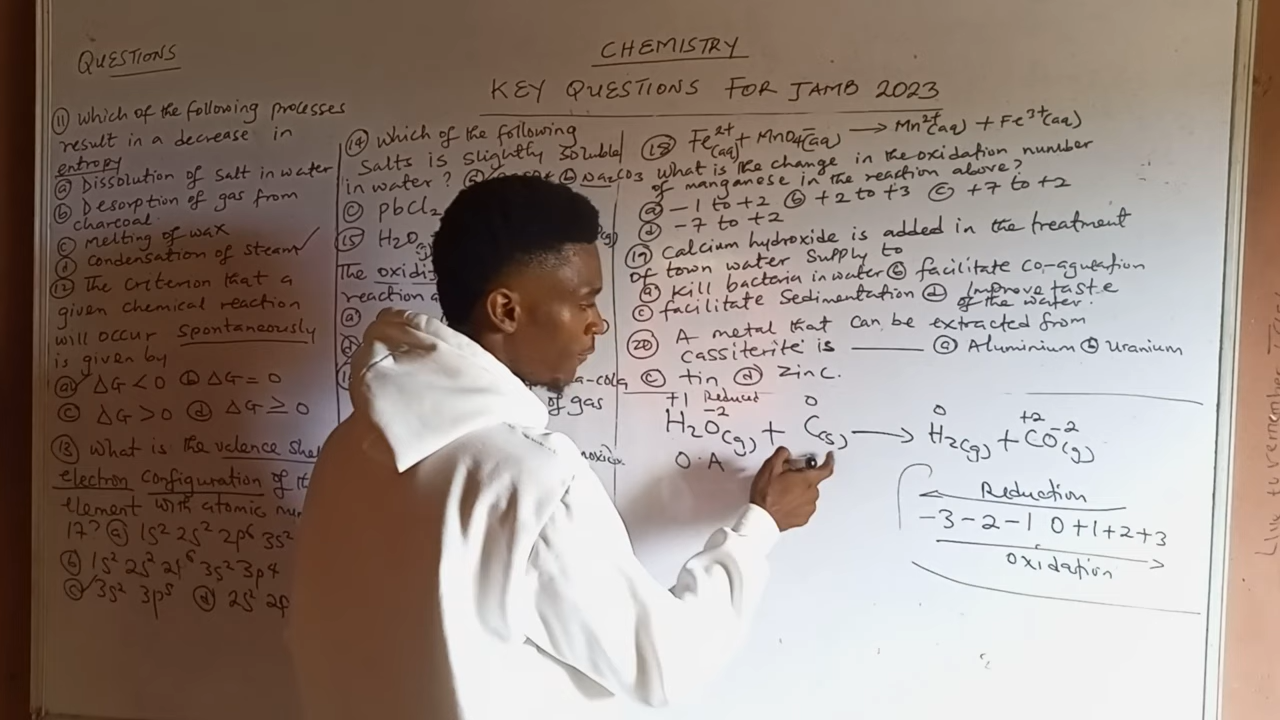 QUESTIONS
CHEMISTRY
KEY QUESTIONS FOR JAMB 2023
⑪ which of the following processes
result in a decrease in
entropy
ⓐ Dissolution of salt in water
ⓑ Desorption of gas from
charcoal.
ⓒ melting of wax
ⓓ condensation of steam ✓
⑫ The criterion that a
given chemical reaction
will occur spontaneously
is given by
ⓐ ΔG < 0 ⓑ ΔG = 0
ⓒ ΔG > 0 ⓓ ΔG ≥ 0
⑬ what is the valence
electron configuration of
element with atomic
17? ⓐ 1s² 2s² 2p⁶ 3s²
ⓑ 1s² 2s² 2p⁶ 3s² 3p⁴
ⓒ 3s² 3p⁵ ⓓ 2s²
⑭ which of the following
Salts is slightly soluble
in water? ⓐ ⓑ Na₂CO₃
ⓒ PbCl₂
⑮ H₂O (g)
The
reaction
ⓐ
-cola
of gas
⑱ Fe²⁺(aq) + MnO₄⁻(aq) → Mn²⁺(aq) + Fe³⁺(aq)
what is the change in the oxidation number
of manganese in the reaction above?
ⓐ -1 to +2 ⓑ +2 to +3 ⓒ +7 to +2
ⓓ -7 to +2
⑲ Calcium hydroxide is added in the treatment
of town water supply to
ⓐ kill bacteria in water ⓑ facilitate
ⓒ facilitate sedimentation ⓓ Improve taste
of the water.
⑳ A metal that can be extracted from
cassiterite is ____ ⓐ Aluminium ⓑ Uranium
ⓒ tin ⓓ Zinc.
+1 Reduced -2 0 0 +2 -2
H₂O(g) + C(s) → H₂(g) + CO(g)
O.A
Reduction
-3 -2 -1 0 +1 +2 +3
Oxidation